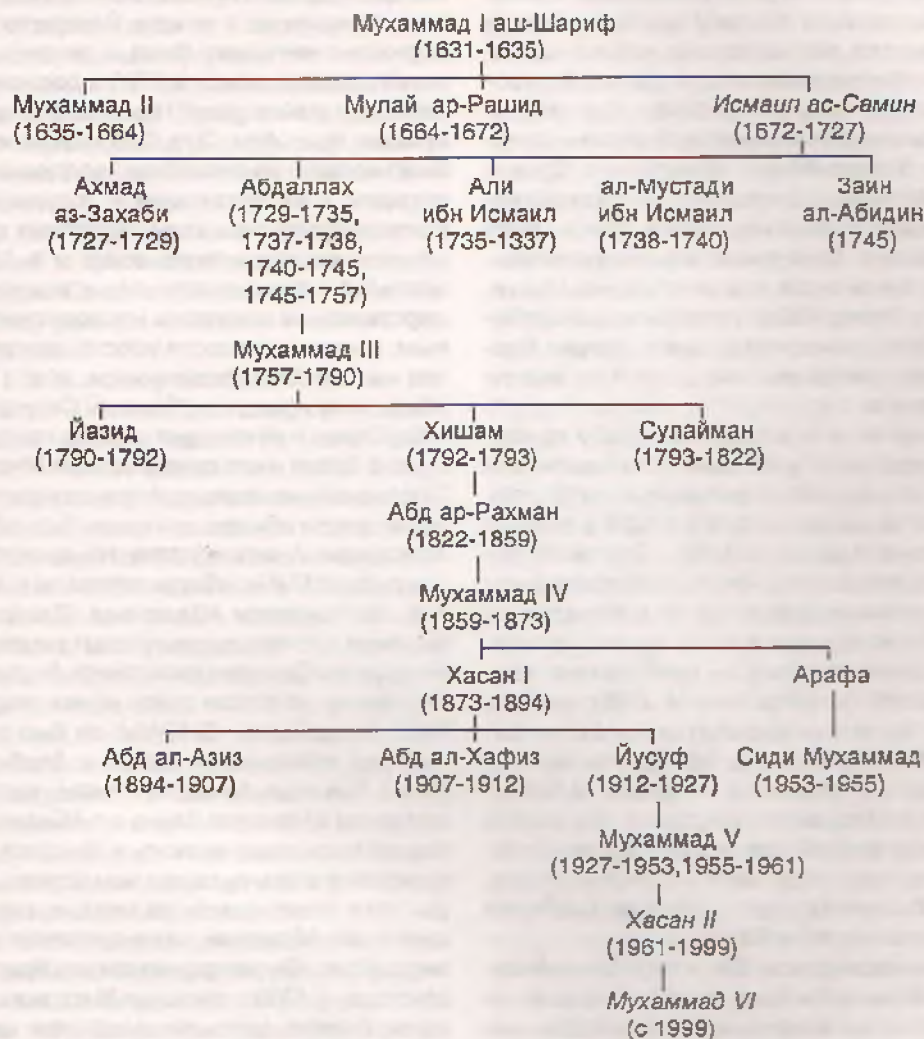 Мухаммад I аш-Шариф
(1631-1635)
Мухаммад II
(1635-1664)
Мулай ар-Рашид
(1664-1672)
Исмаил ас-Самин
(1672-1727)
Ахмад
аз-Захаби
(1727-1729)
Абдаллах
(1729-1735,
1737-1738,
1740-1745,
1745-1757)
Али
ибн Исмаил
(1735-1337)
ал-Мустади
ибн Исмаил
(1738-1740)
Заин
ал-Абидин
(1745)
Мухаммад III
(1757-1790)
Йазид
(1790-1792)
Хишам
(1792-1793)
Сулайман
(1793-1822)
Абд ар-Рахман
(1822-1859)
Мухаммад IV
(1859-1873)
Хасан I
(1873-1894)
Арафа
Абд ал-Азиз
(1894-1907)
Абд ал-Хафиз
(1907-1912)
Йусуф
(1912-1927)
Сиди Мухаммад
(1953-1955)
Мухаммад V
(1927-1953,1955-1961)
Хасан II
(1961-1999)
Мухаммад VI
(с 1999)